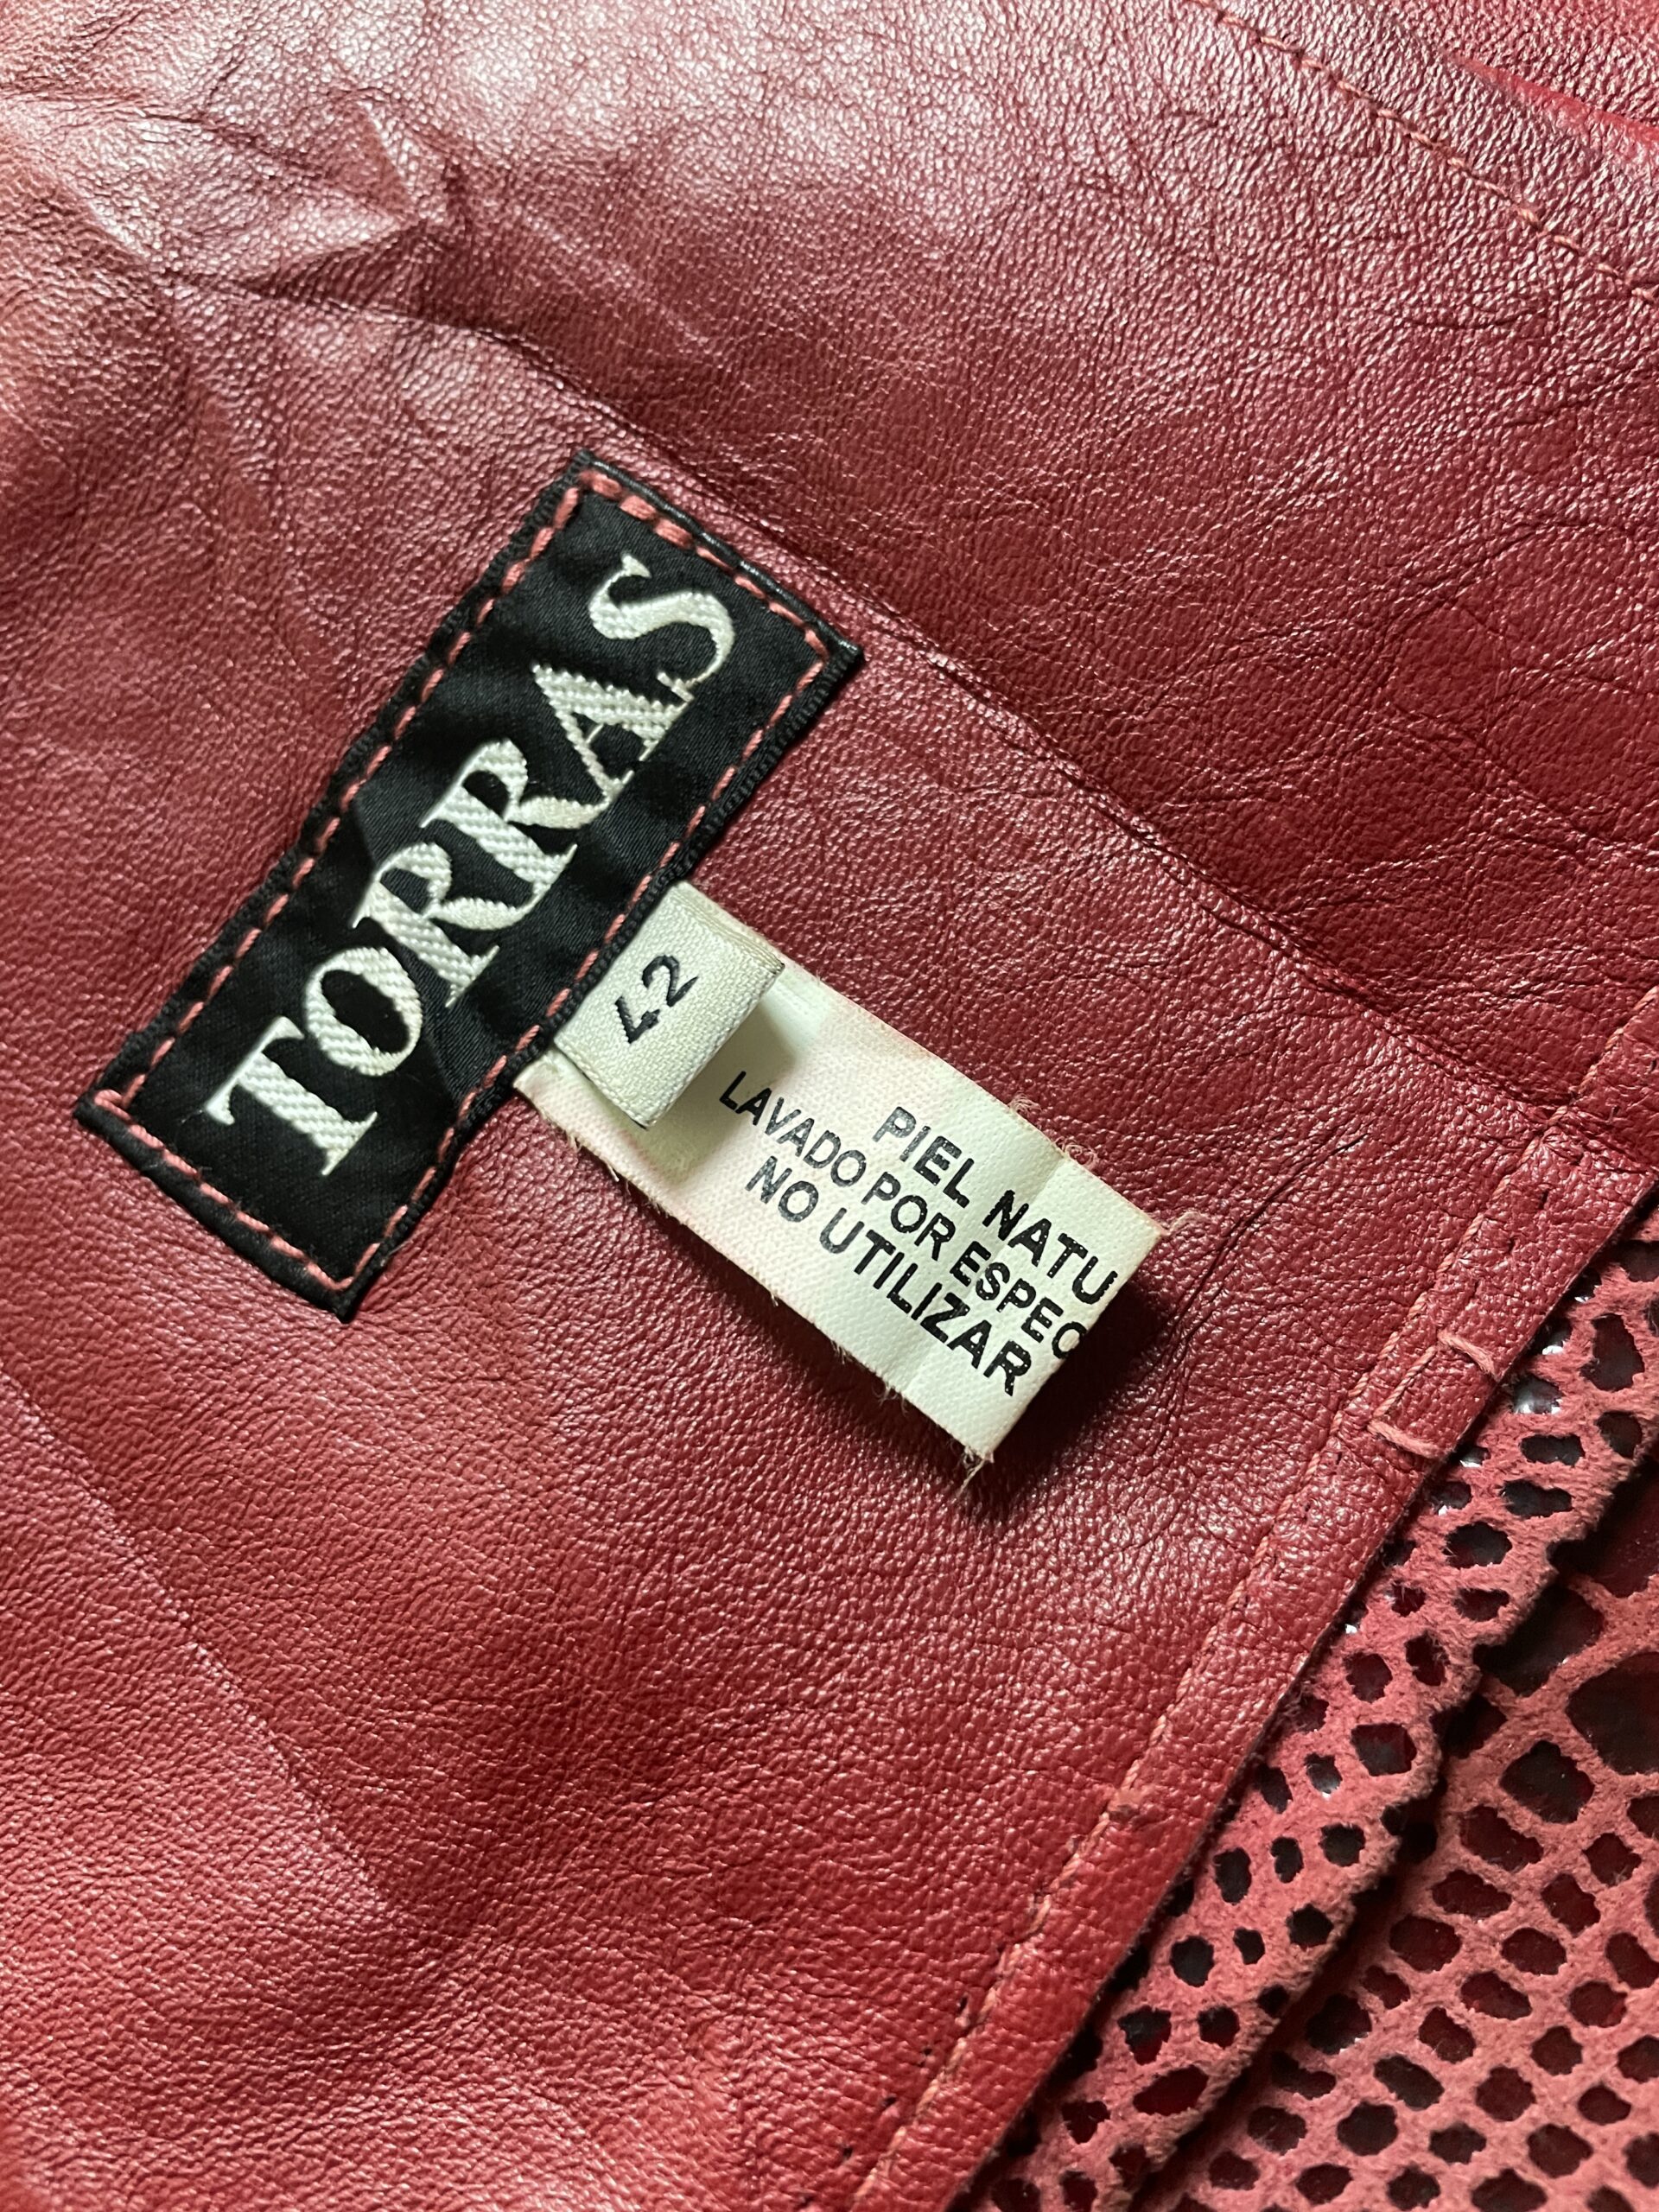 TORRAS
42
PIEL NATU
LAVADO POR ESPEC
NO UTILIZAR